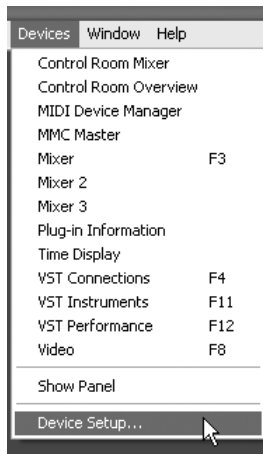 Devices Window Help
Control Room Mixer
Control Room Overview
MIDI Device Manager
MMC Master
Mixer F3
Mixer 2
Mixer 3
Plug-in Information
Time Display
VST Connections F4
VST Instruments F11
VST Performance F12
Video F8
Show Panel
Device Setup...